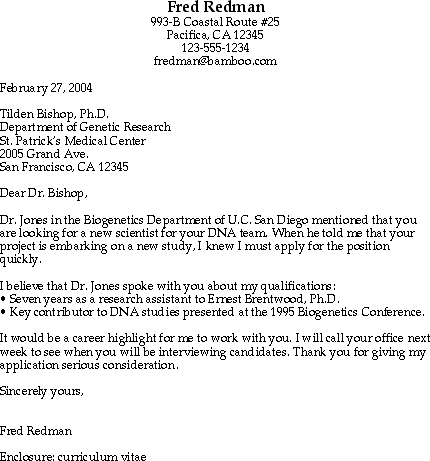 Fred Redman
993-B Coastal Route #25
Pacifica, CA 12345
123-555-1234
fredman@bamboo.com
February 27, 2004
Tilden Bishop, Ph.D.
Department of Genetic Research
St. Patrick's Medical Center
2005 Grand Ave.
San Francisco, CA 12345
Dear Dr. Bishop,
Dr. Jones in the Biogenetics Department of U.C. San Diego mentioned that you
are looking for a new scientist for your DNA team. When he told me that your
project is embarking on a new study, I knew I must apply for the position
quickly.
I believe that Dr. Jones spoke with you about my qualifications:
• Seven years as a research assistant to Ernest Brentwood, Ph.D.
• Key contributor to DNA studies presented at the 1995 Biogenetics Conference.
It would be a career highlight for me to work with you. I will call your office next
week to see when you will be interviewing candidates. Thank you for giving my
application serious consideration.
Sincerely yours,
Fred Redman
Enclosure: curriculum vitae